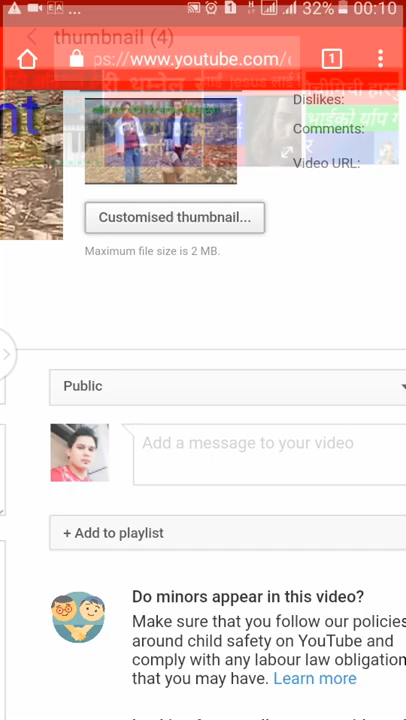 32% 00:10
thumbnail (4)
ps://www.youtube.com/
1
Dislikes:
Comments:
Video URL:
Customised thumbnail...
Maximum file size is 2 MB.
Public
Add a message to your video
+ Add to playlist
Do minors appear in this video?
Make sure that you follow our policies
around child safety on YouTube and
comply with any labour law obligation
that you may have. Learn more